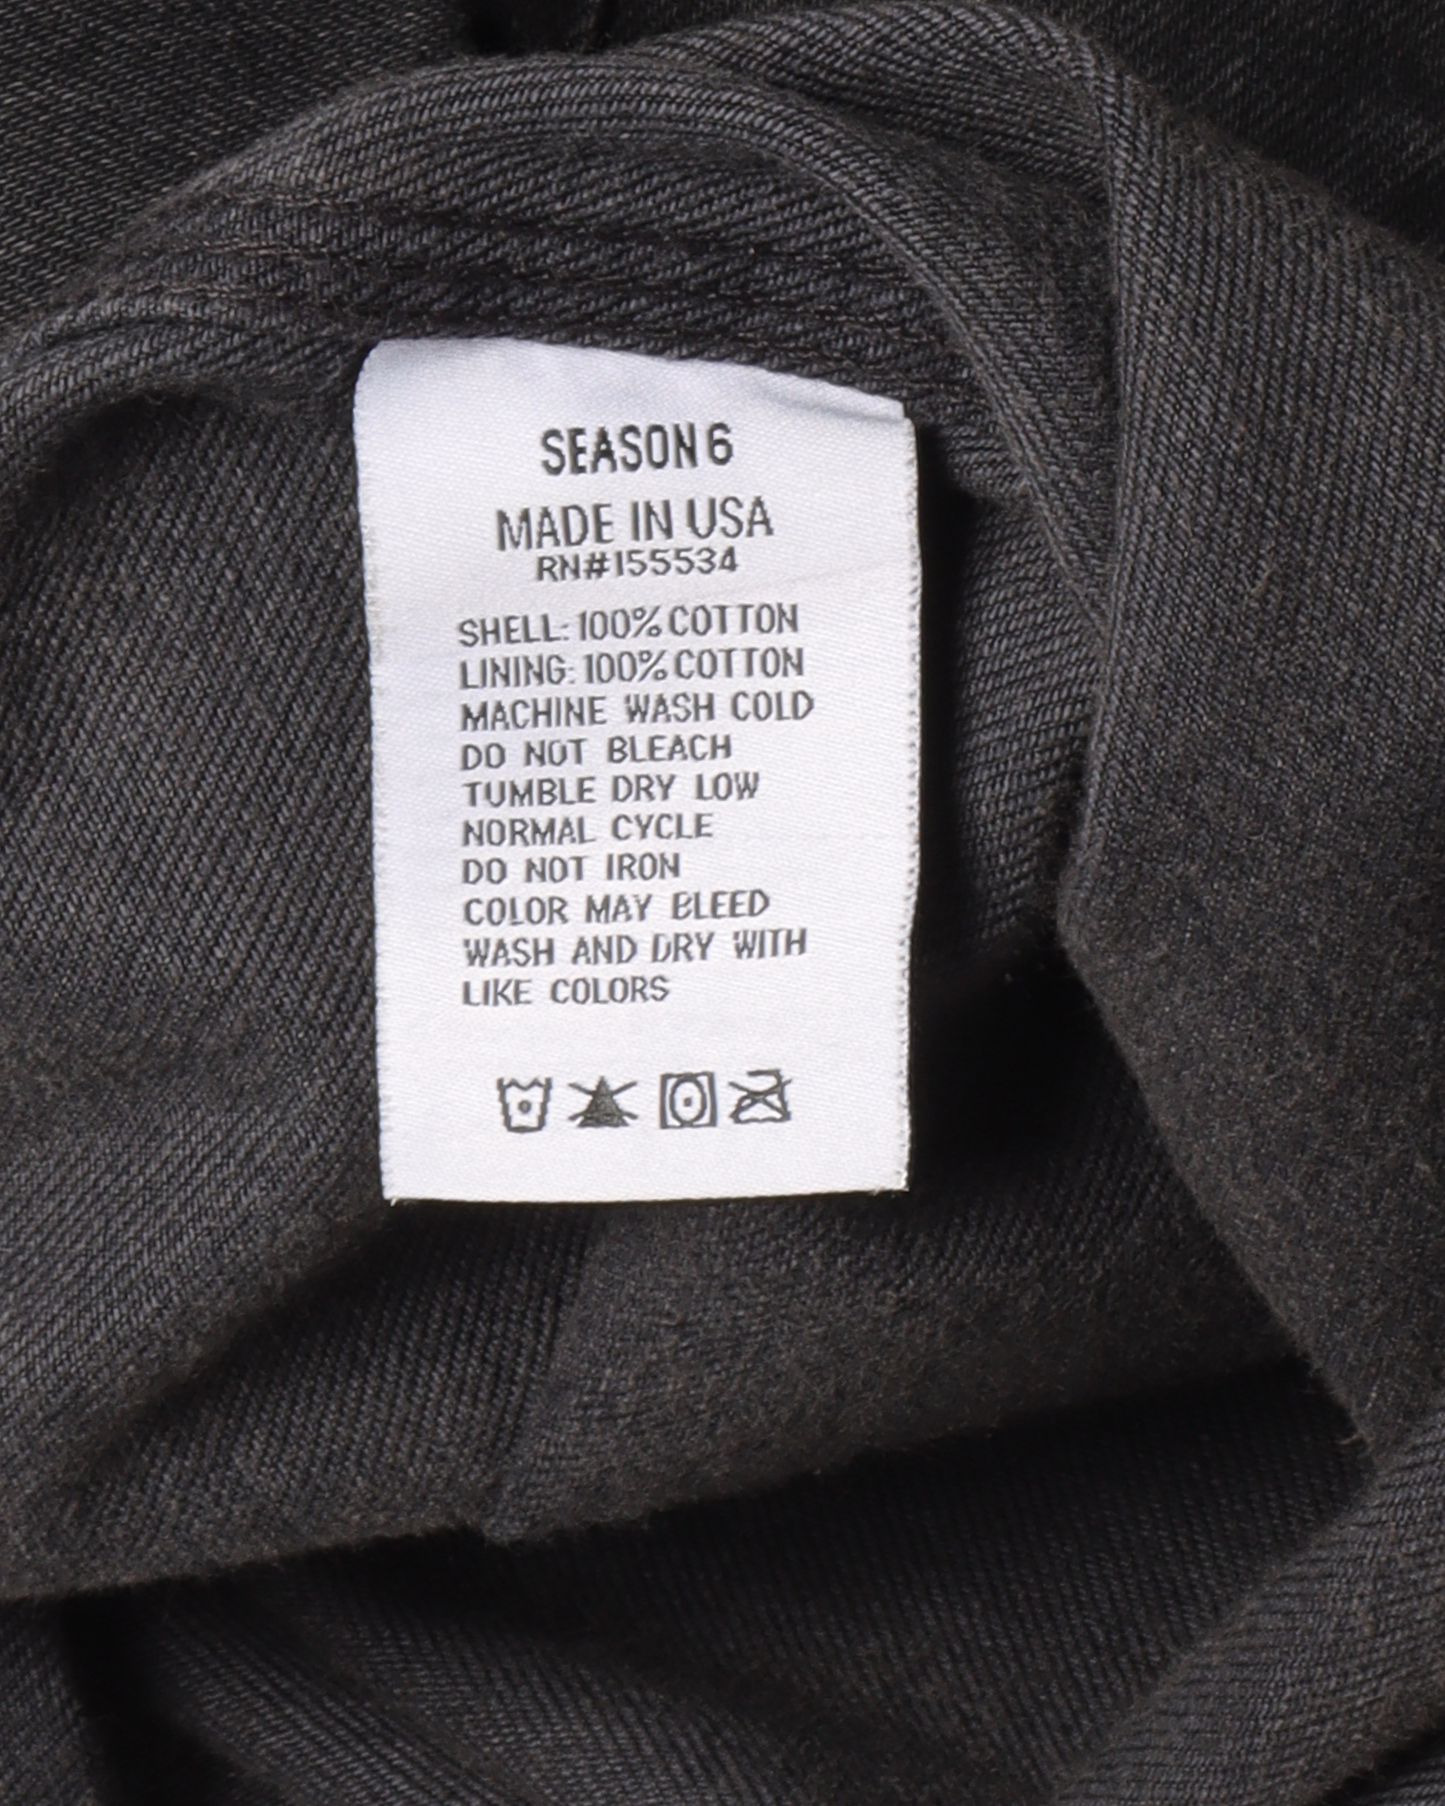 SEASON 6
MADE IN USA
RN#155534
SHELL: 100% COTTON
LINING: 100% COTTON
MACHINE WASH COLD
DO NOT BLEACH
TUMBLE DRY LOW
NORMAL CYCLE
DO NOT IRON
COLOR MAY BLEED
WASH AND DRY WITH
LIKE COLORS